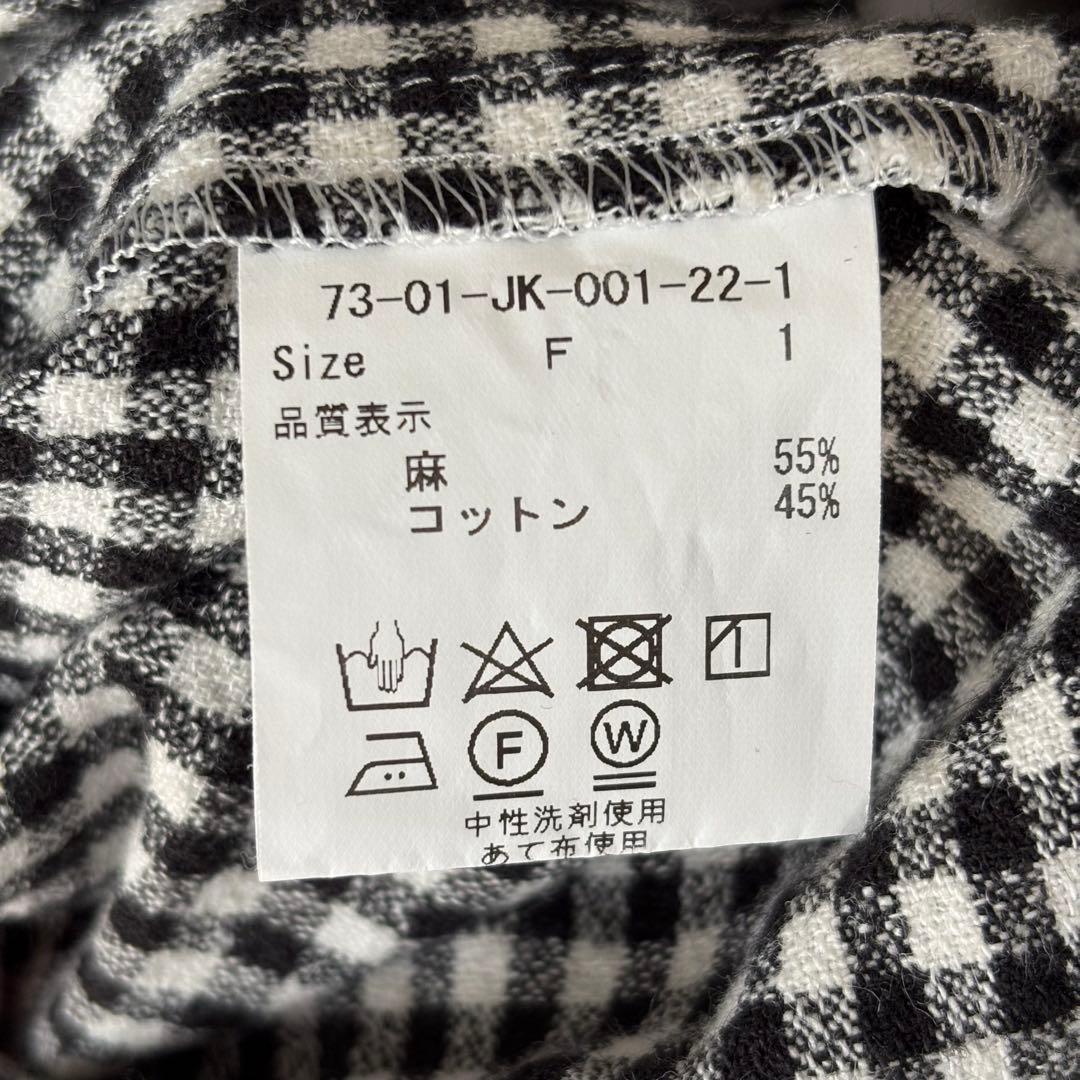 73-01-JK-001-22-1
Size F 1
品質表示
麻 55%
コットン 45%
F W
中性洗剤使用
あて布使用